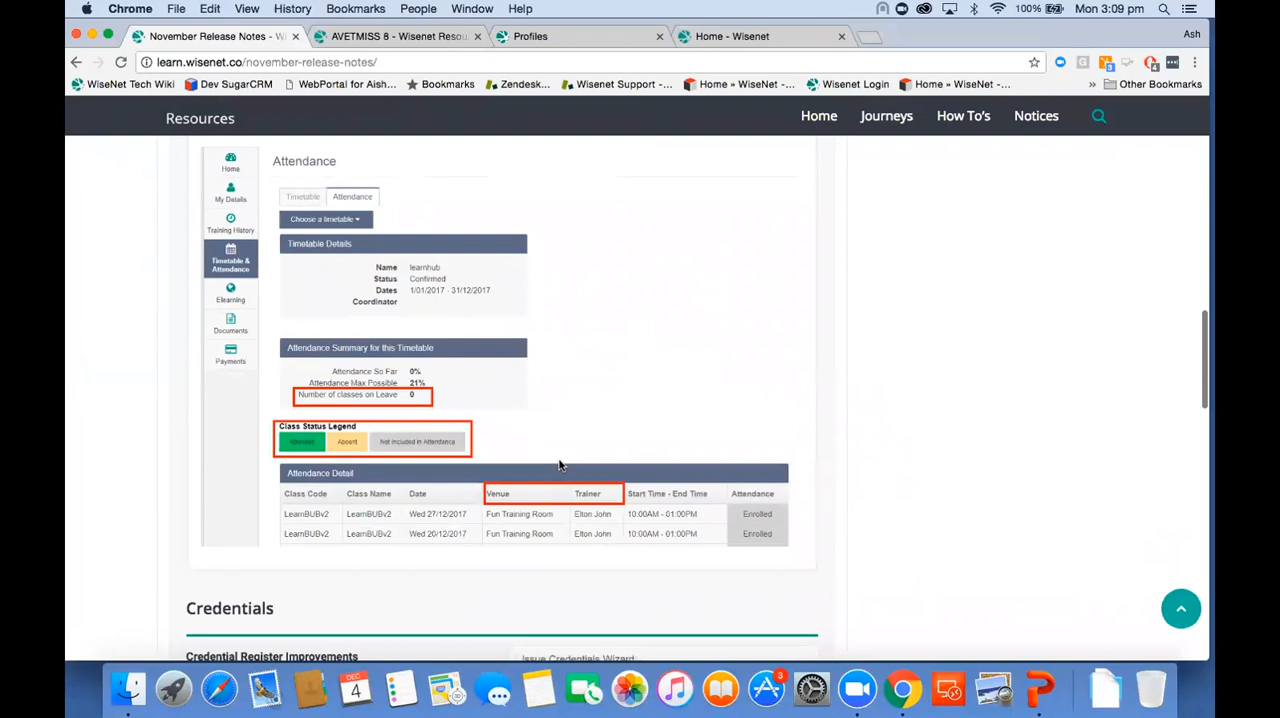 Chrome File Edit View History Bookmarks People Window Help 100% Mon 3:09 pm
November Release Notes - Wi × AVETMISS 8 - Wisenet Resou × Profiles × Home - Wisenet × Ash
learn.wisenet.co/november-release-notes/
WiseNet Tech Wiki Dev SugarCRM WebPortal for Aish... Bookmarks Zendesk... Wisenet Support -... Home » WiseNet -... Wisenet Login Home » WiseNet -... » Other Bookmarks
Resources Home Journeys How To's Notices
Attendance
Home
My Details
Training History
Timetable & Attendance
Elearning
Documents
Payments
Timetable Attendance
Choose a timetable
Timetable Details
Name learnhub
Status Confirmed
Dates 1/01/2017 - 31/12/2017
Coordinator
Attendance Summary for this Timetable
Attendance So Far 0%
Attendance Max Possible 21%
Number of classes on Leave 0
Class Status Legend
Attended Absent Not Included in Attendance
Attendance Detail
Class Code Class Name Date Venue Trainer Start Time - End Time Attendance
LearnBUBv2 LearnBUBv2 Wed 27/12/2017 Fun Training Room Elton John 10:00AM - 01:00PM Enrolled
LearnBUBv2 LearnBUBv2 Wed 20/12/2017 Fun Training Room Elton John 10:00AM - 01:00PM Enrolled
Credentials
Credential Register Improvements
Issue Credentials Wizard
DEC 4
3